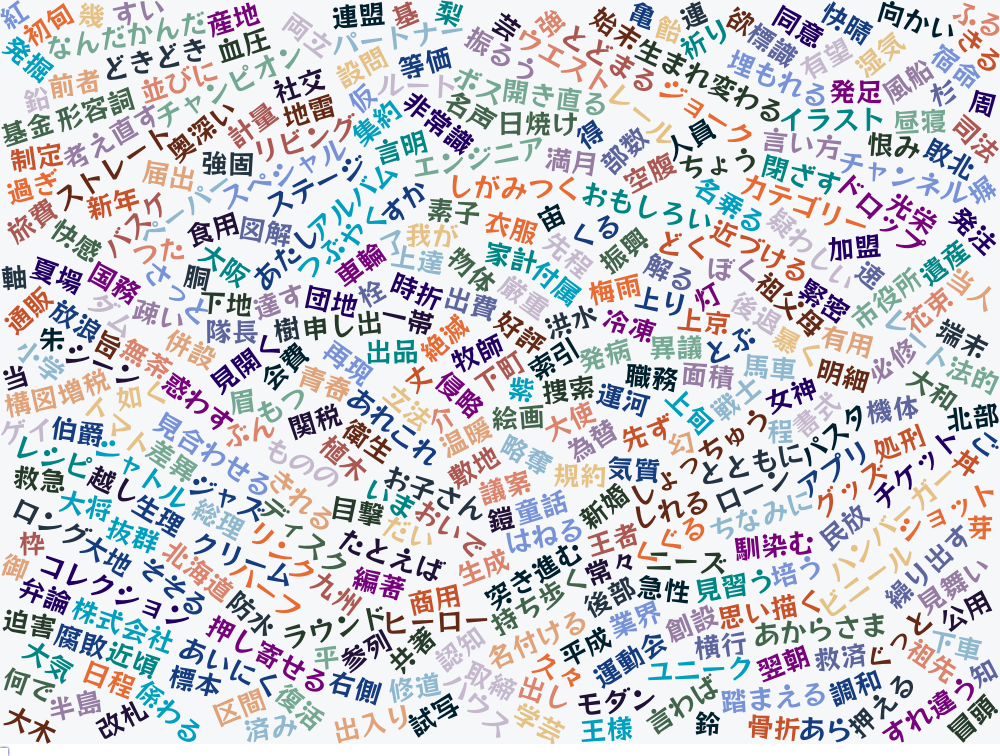 紅
初旬
幾
すい
産地
両立
連盟
基
梨
芸
強
始末
亀
飴
連
欲
同意
快晴
向かい
ふる
発掘
なんだかんだ
血圧
パートナー
振るう
ウエスト
とどまる
生まれ変わる
祈り
標識
有望
湿気
宿命
きる
鉛
前者
どきどき
並びに
チャンピオン
社交
設問
等価
ボス
開き直る
レール
ジョーク
埋もれる
発足
風船
杉
周
基金
形容詞
考え直す
奥深い
計量
地雷
仮
ルート
非常識
名声
日焼け
得
部数
人員
イラスト
昼寝
司法
制定
ストレート
強固
リビング
集約
言明
エンジニア
満月
空腹
ちょう
言い方
恨み
敗北
過ぎ
届出
スペシャル
ステージ
アルバム
しがみつく
おもしろい
名乗る
閉ざす
カテゴリー
チャンネル
ドロップ
光栄
塀
旅費
新年
バスケ
ペーパー
食用
図解
あたし
つぶやく
すか
素子
衣服
宙
くる
振興
どく
近づける
疑わしい
加盟
発注
快感
つた
大阪
車輪
上達
我が
物体
家計
付属
先程
解る
ぼく
祖父母
緊密
速
市役所
遺産
軸
夏場
国務
さっと
胴
下地
達す
団地
栓
時折
出費
厳重
梅雨
上り
灯
後退
花束
当人
通販
放浪
ダム
疎い
隊長
樹
申し出
一帯
好評
洪水
冷凍
上京
とぶ
暴く
有用
端末
朱
旨
無茶
併設
見開く
会費
再現
出品
絶滅
牧師
下町
索引
発病
異議
馬車
明細
必修
ノート
法的
当
小学
シーン
惑わす
眉
もつ
青春
丈
侵略
紫
捜索
職務
面積
女神
大和
構図
増税
如く
ぶん
関税
あれこれ
立法
介
絵画
大使
運河
上旬
戦士
書式
機体
北部
ゲイ
伯爵
トマト
見合わせる
ものの
植木
衛生
温暖
略奪
為替
先ず
幻
しょっちゅう
程
パスタ
処刑
レシピ
シャトル
差異
きれる
お子さん
敷地
規約
気質
とともに
アプリ
チケット
丼
救急
越し
生理
ジャズ
目撃
いま
おいで
議案
鎧
童話
新婚
しれる
ローン
グッズ
ハンバーガー
ショット
芽
ロング
大将
抜群
総理
ディスク
だい
はねる
王者
くぐる
ちなみに
民放
枠
大地
そそる
北海道
クリーム
リンク
たとえば
生成
突き進む
常々
ニーズ
馴染む
ビニール
繰り出す
御
コレクション
ハーフ
九州
編著
商用
持ち歩く
後部
急性
見習う
培う
見舞い
弁論
株式会社
防水
ラウンド
ヒーロー
業界
創設
思い描く
公用
迫害
腐敗
近頃
押し寄せる
平
参列
共著
認知
名付ける
平成
横行
あからさま
ぐっと
下車
大気
日程
標本
あいにく
右側
修道
取締
ファ
運動会
ユニーク
翌朝
救済
祖先
知
何で
半島
係わる
区間
復活
ハウス
出し
モダン
言わば
踏まえる
調和
押える
すれ違う
大木
改札
済み
出入り
試写
学芸
王様
鈴
骨折
あら
冒頭